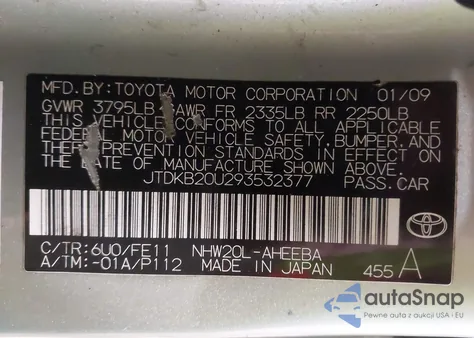 MFD.BY:TOYOTA MOTOR CORPORATION 01/09
GVWR 3795LB GAWR FR 2335LB RR 2250LB
THIS VEHICLE CONFORMS TO ALL APPLICABLE
FEDERAL MOTOR VEHICLE SAFETY,BUMPER,AND
THEFT PREVENTION STANDARDS IN EFFECT ON
THE DATE OF MANUFACTURE SHOWN ABOVE.
JTDKB20U293532377 PASS.CAR
C/TR:6U0/FE11 NHW20L-AHEEBA
A/TM:-01A/P112 MADE IN JAPAN 455 A
TOYOTA
autoSnap
Pewne auta z aukcji USA i EU